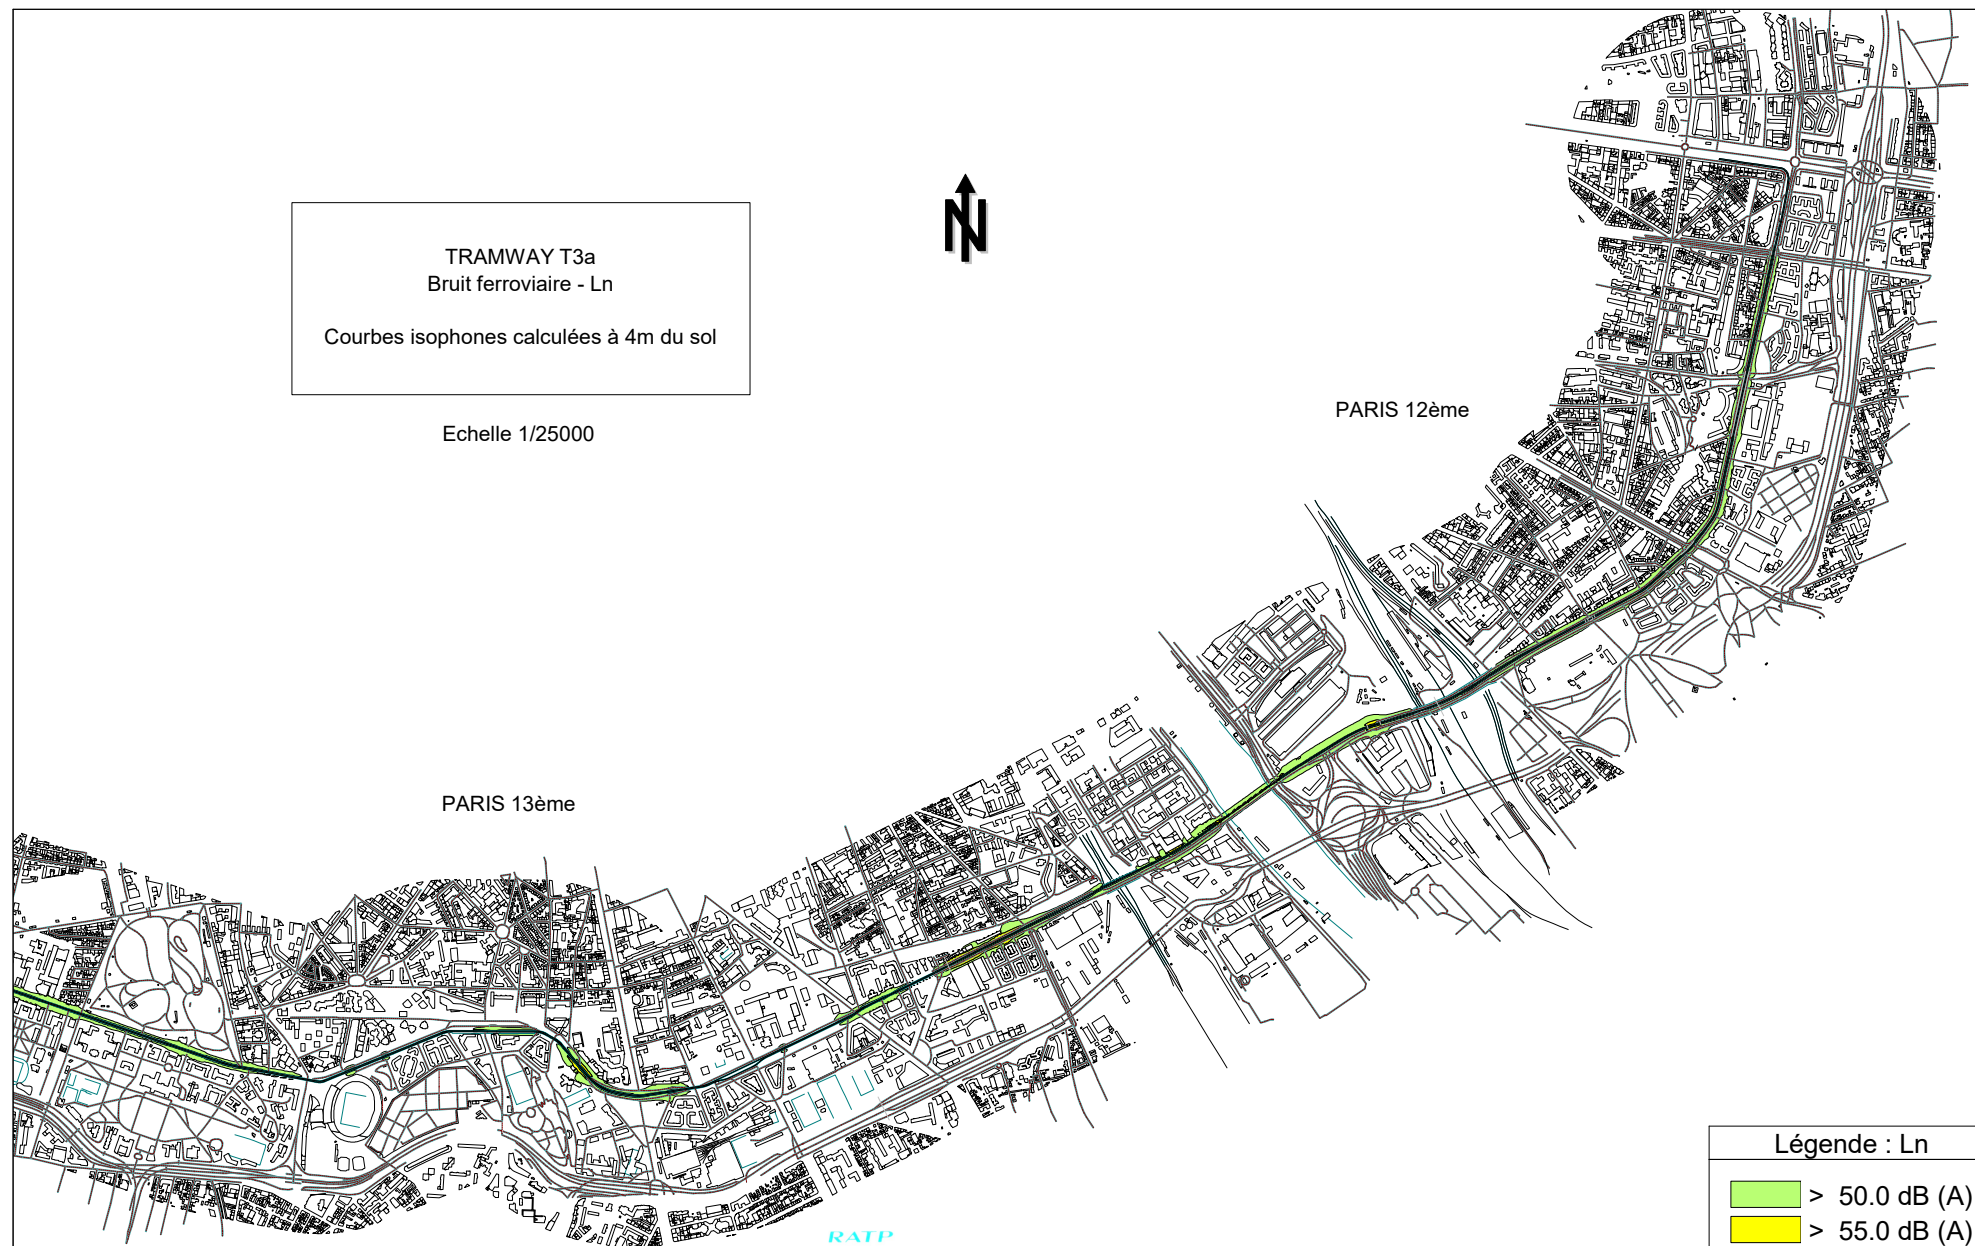 TRAMWAY T3a
Bruit ferroviaire - Ln
Courbes isophones calculées à 4m du sol
Echelle 1/25000
N
PARIS 12ème
PARIS 13ème
Légende : Ln
> 50.0 dB (A)
> 55.0 dB (A)
RATP